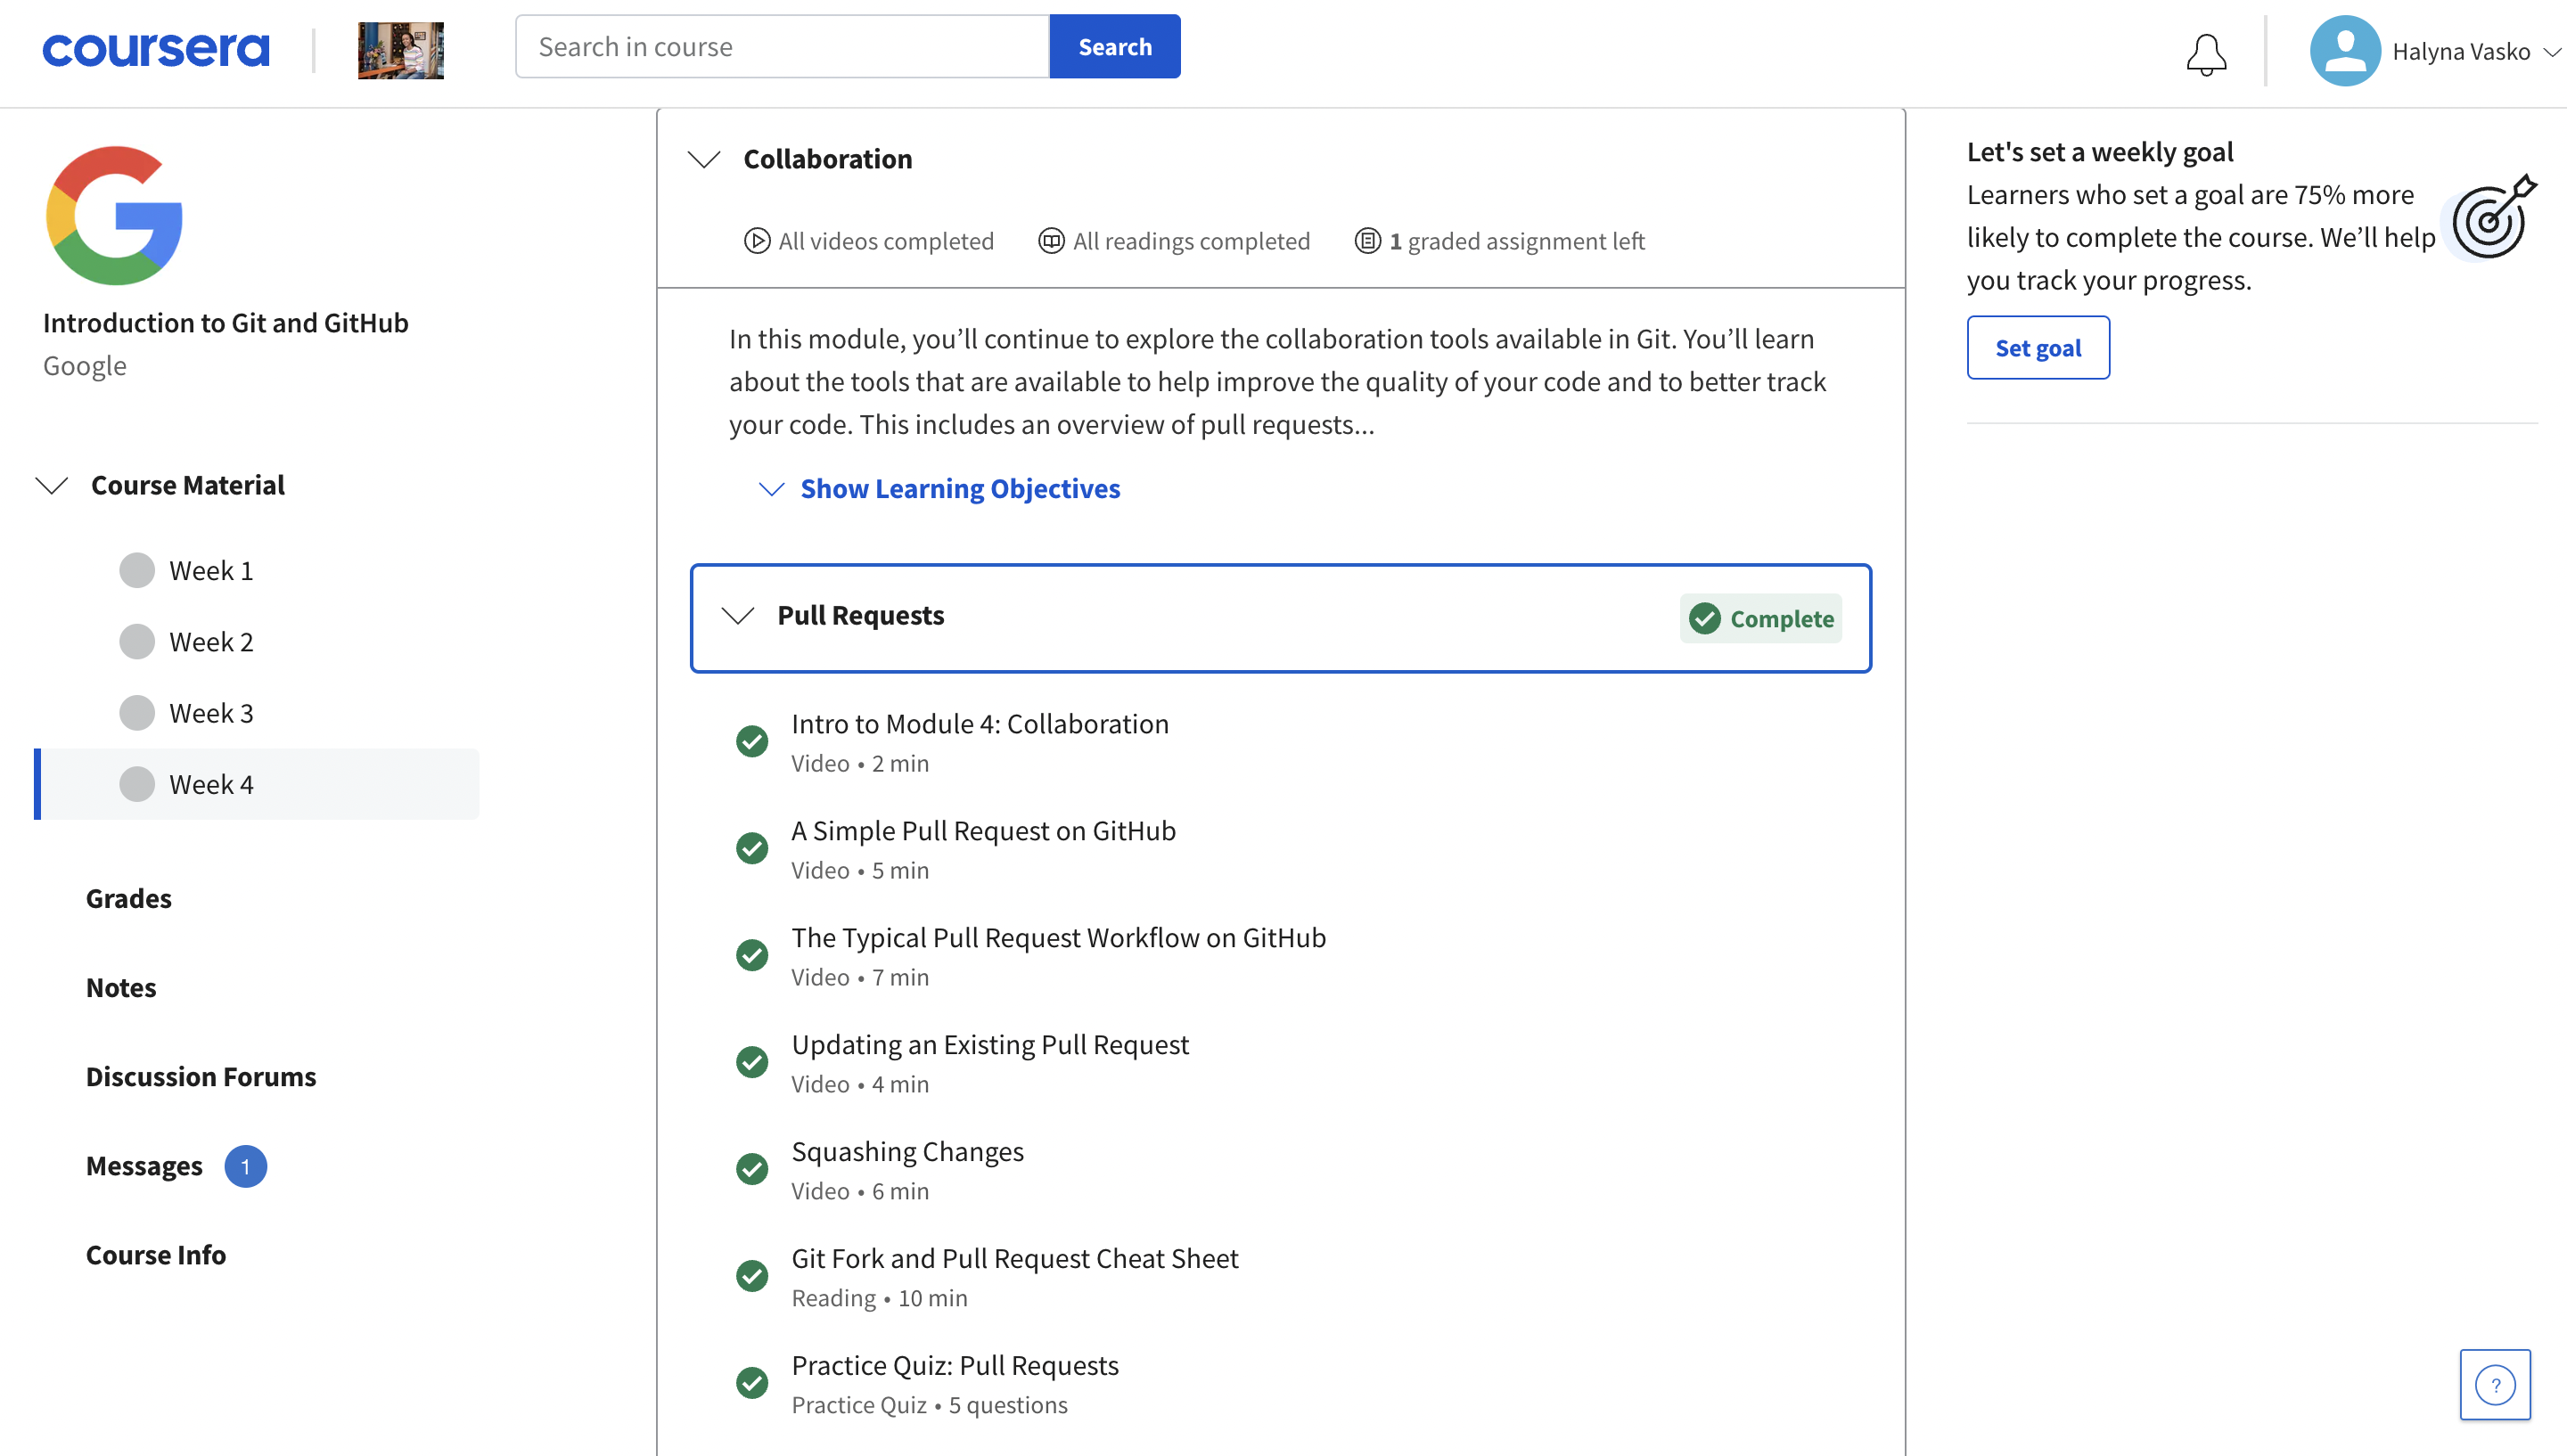 coursera
Search in course
Search
Halyna Vasko
Introduction to Git and GitHub
Google
Course Material
Week 1
Week 2
Week 3
Week 4
Grades
Notes
Discussion Forums
Messages 1
Course Info
Collaboration
All videos completed
All readings completed
1 graded assignment left
In this module, you’ll continue to explore the collaboration tools available in Git. You’ll learn
about the tools that are available to help improve the quality of your code and to better track
your code. This includes an overview of pull requests...
Show Learning Objectives
Pull Requests
Complete
Intro to Module 4: Collaboration
Video • 2 min
A Simple Pull Request on GitHub
Video • 5 min
The Typical Pull Request Workflow on GitHub
Video • 7 min
Updating an Existing Pull Request
Video • 4 min
Squashing Changes
Video • 6 min
Git Fork and Pull Request Cheat Sheet
Reading • 10 min
Practice Quiz: Pull Requests
Practice Quiz • 5 questions
Let's set a weekly goal
Learners who set a goal are 75% more
likely to complete the course. We’ll help
you track your progress.
Set goal
?